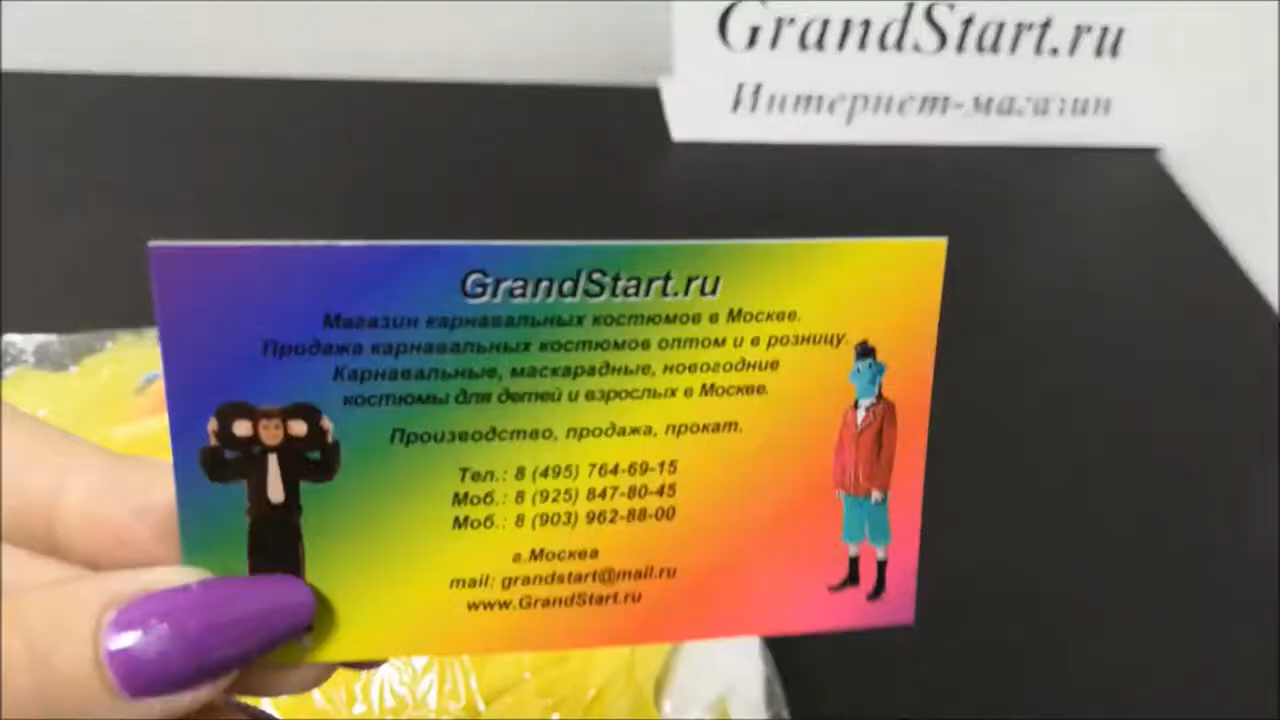 GrandStart.ru
Интернет-магазин
GrandStart.ru
Магазин карнавальных костюмов в Москве.
Продажа карнавальных костюмов оптом и в розницу.
Карнавальные, маскарадные, новогодние
костюмы для детей и взрослых в Москве.
Производство, продажа, прокат.
Тел.: 8 (495) 764-69-15
Моб.: 8 (925) 847-80-45
Моб.: 8 (903) 962-88-00
г.Москва
mail: grandstart@mail.ru
www.GrandStart.ru